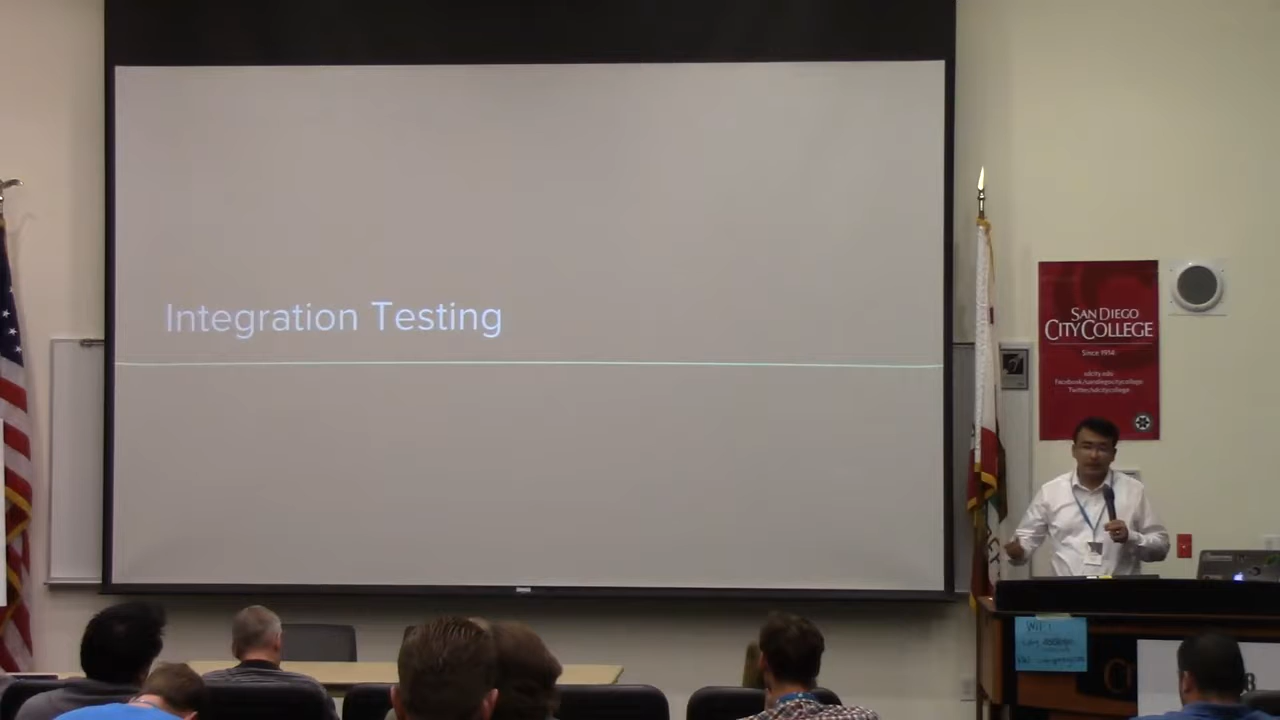 Integration Testing
SAN DIEGO
CITY COLLEGE
Since 1914
sdcity.edu
Facebook/sandiegocitycollege
Twitter/sdcitycollege